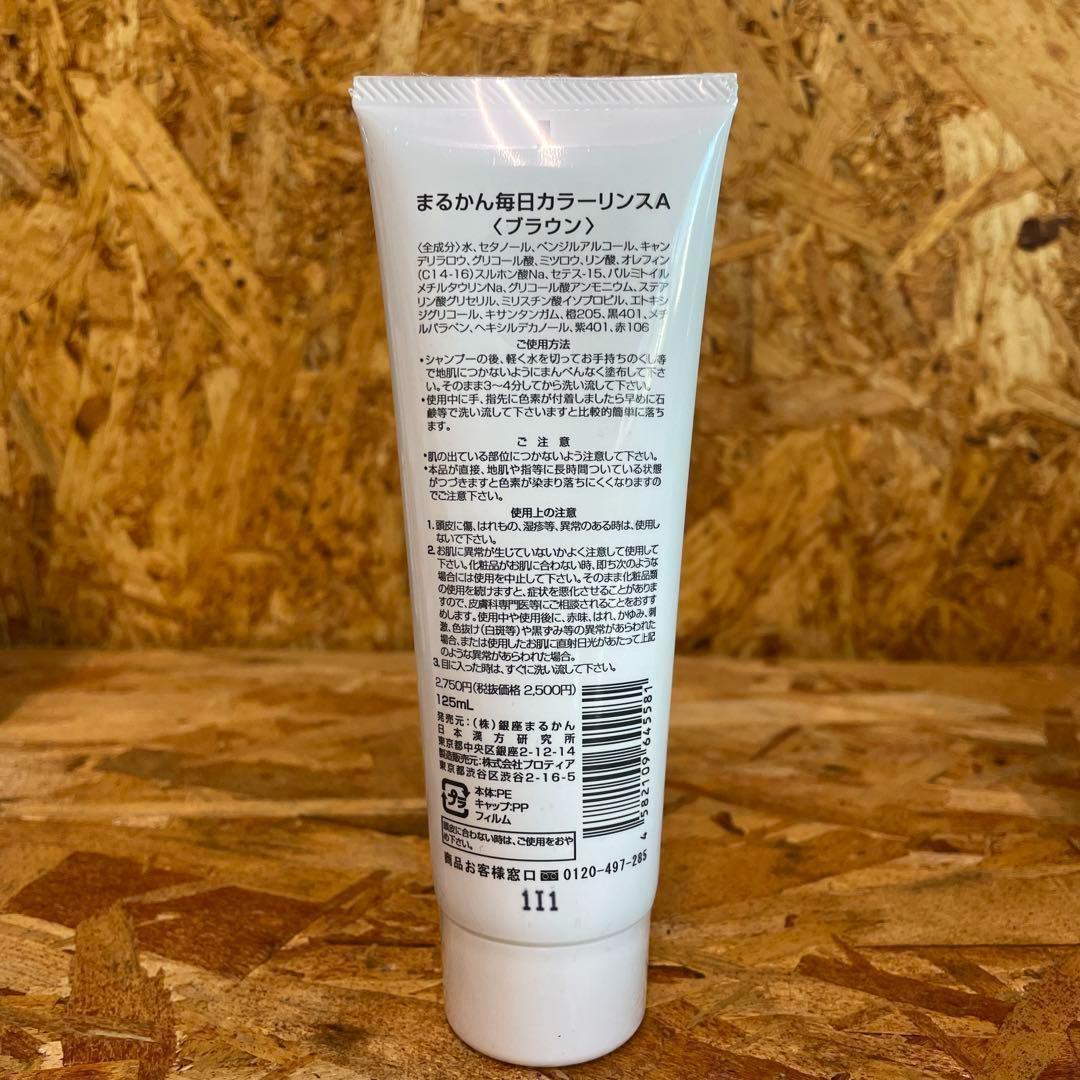 まるかん毎日カラーリンスA
〈ブラウン〉
〈全成分〉水、セタノール、ベンジルアルコール、キャン
デリラロウ、グリコール酸、ミツロウ、リン酸、オレフィン
(C14-16)スルホン酸Na、セテス-15、パルミトイル
メチルタウリンNa、グリコール酸アンモニウム、ステア
リン酸グリセリル、ミリスチン酸イソプロピル、エトキシ
ジグリコール、キサンタンガム、橙205、黒401、メチ
ルパラベン、ヘキシルデカノール、紫401、赤106
ご使用方法
•シャンプーの後、軽く水を切ってお手持ちのくし等
で地肌につかないようにまんべんなく塗布して下さ
い。そのまま3〜4分してから洗い流して下さい。
•使用中に手、指先に色素が付着しましたら早めに石
鹸等で洗い流して下さいますと比較的簡単に落ち
ます。
ご注意
•肌の出ている部位につかないよう注意して下さい。
•本品が直接、地肌や指等に長時間ついている状態
がつづきますと色素が染まり落ちにくくなりますの
でご注意下さい。
使用上の注意
1. 頭皮に傷、はれもの、湿疹等、異常のある時は、使用し
ないで下さい。
2. お肌に異常が生じていないかよく注意して使用して
下さい。化粧品がお肌に合わない時、即ち次のような
場合には使用を中止して下さい。そのまま化粧品類
の使用を続けますと、症状を悪化させることがありま
すので、皮膚科専門医等にご相談されることをおすす
めします。使用中や使用後に、赤味、はれ、かゆみ、刺
激、色抜け(白斑等)や黒ずみ等の異常があらわれた
場合、または使用したお肌に直射日光があたって上記
のような異常があらわれた場合。
3. 目に入った時は、すぐに洗い流して下さい。
2,750円(税抜価格 2,500円)
125mL
発売元:(株)銀座まるかん
日本漢方研究所
東京都中央区銀座2-12-14
製造販売元:株式会社プロティア
東京都渋谷区渋谷2-16-5
プラ
本体:PE
キャップ:PP
フィルム
頭皮に合わない時は、ご使用をおや
め下さい。
4 582109 645581
商品お客様窓口 0120-497-285
1I1